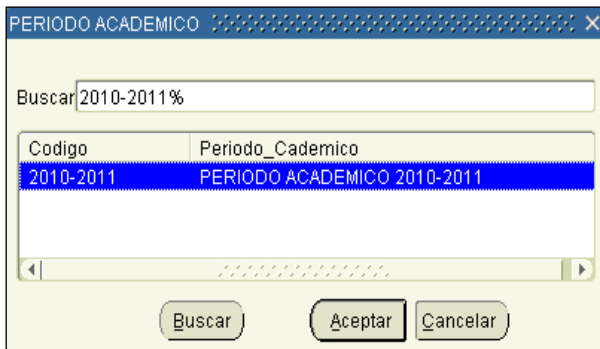 PERIODO ACADEMICO
Buscar 2010-2011%
Codigo Periodo_Cademico
2010-2011 PERIODO ACADEMICO 2010-2011
Buscar Aceptar Cancelar